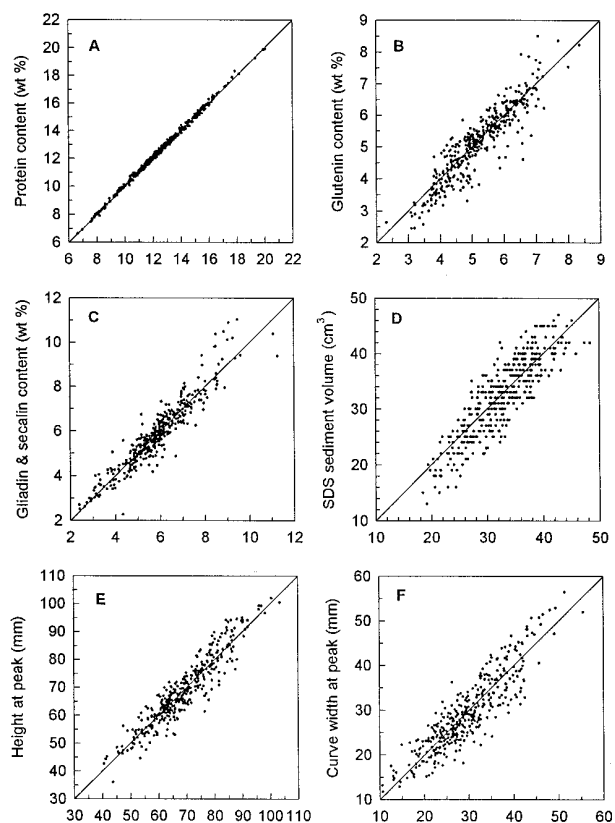 A
Protein content (wt %)
22
20
18
16
14
12
10
8
6
6 8 10 12 14 16 18 20 22
B
Glutenin content (wt %)
9
8
7
6
5
4
3
2
2 3 4 5 6 7 8 9
C
Gliadin & secalin content (wt %)
12
10
8
6
4
2
2 4 6 8 10 12
D
SDS sediment volume (cm³)
50
40
30
20
10
10 20 30 40 50
E
Height at peak (mm)
110
100
90
80
70
60
50
40
30
30 40 50 60 70 80 90 100 110
F
Curve width at peak (mm)
60
50
40
30
20
10
10 20 30 40 50 60